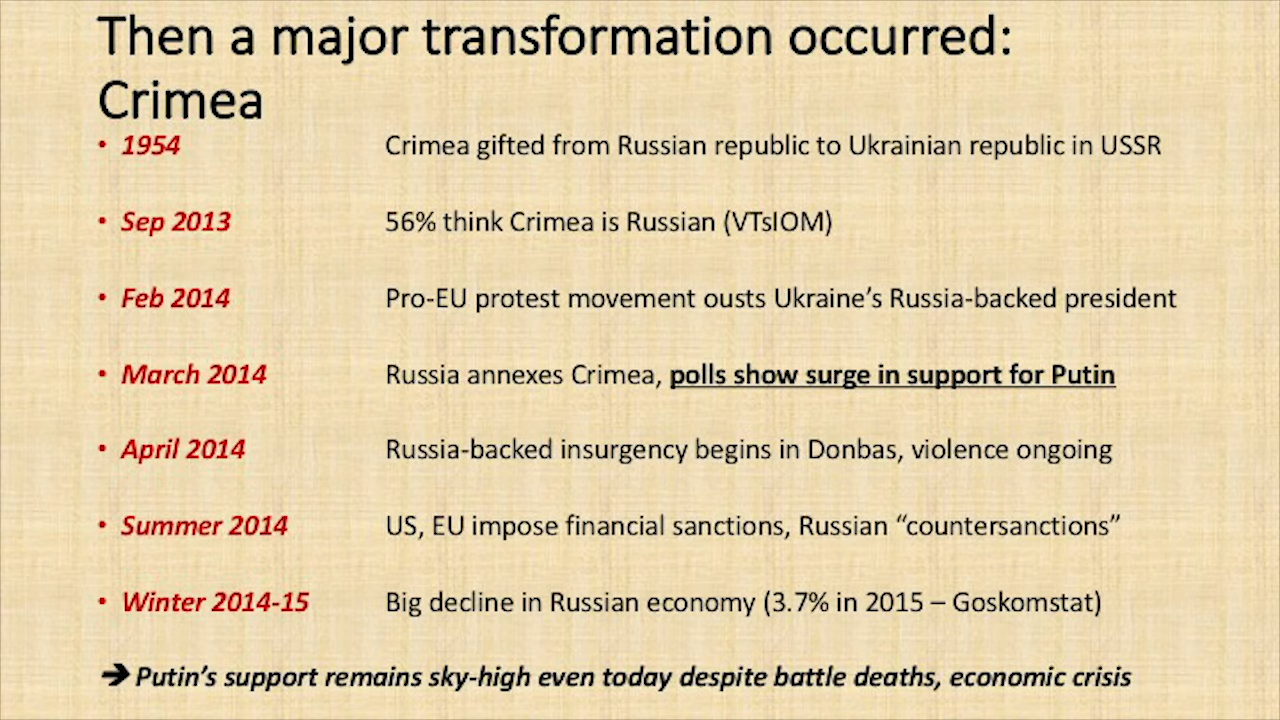 Then a major transformation occurred:
Crimea
• 1954 Crimea gifted from Russian republic to Ukrainian republic in USSR
• Sep 2013 56% think Crimea is Russian (VTsIOM)
• Feb 2014 Pro-EU protest movement ousts Ukraine’s Russia-backed president
• March 2014 Russia annexes Crimea, polls show surge in support for Putin
• April 2014 Russia-backed insurgency begins in Donbas, violence ongoing
• Summer 2014 US, EU impose financial sanctions, Russian “countersanctions”
• Winter 2014-15 Big decline in Russian economy (3.7% in 2015 – Goskomstat)
➔ Putin’s support remains sky-high even today despite battle deaths, economic crisis